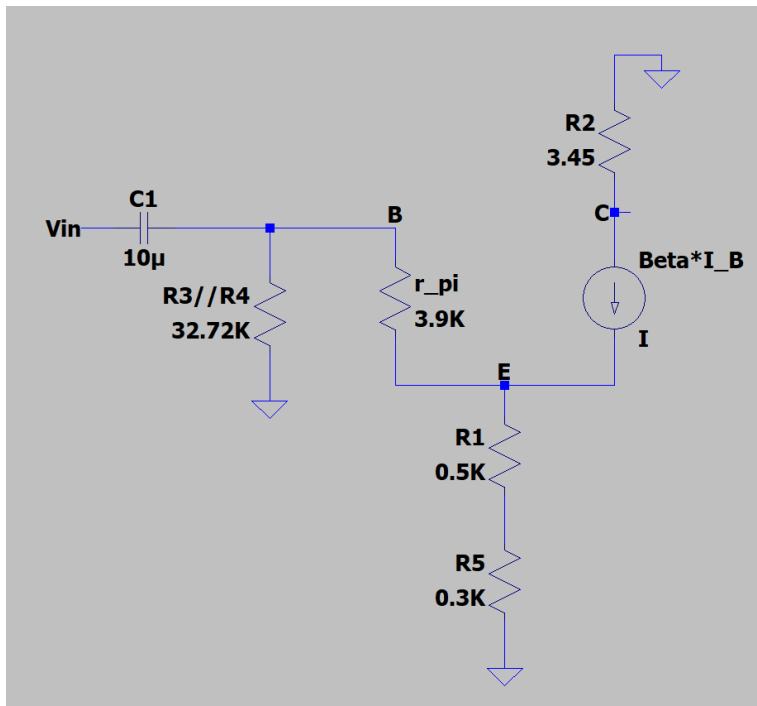 R2
3.45
C
C1
Vin
10µ
B
Beta*I_B
r_pi
3.9K
R3//R4
32.72K
I
E
R1
0.5K
R5
0.3K